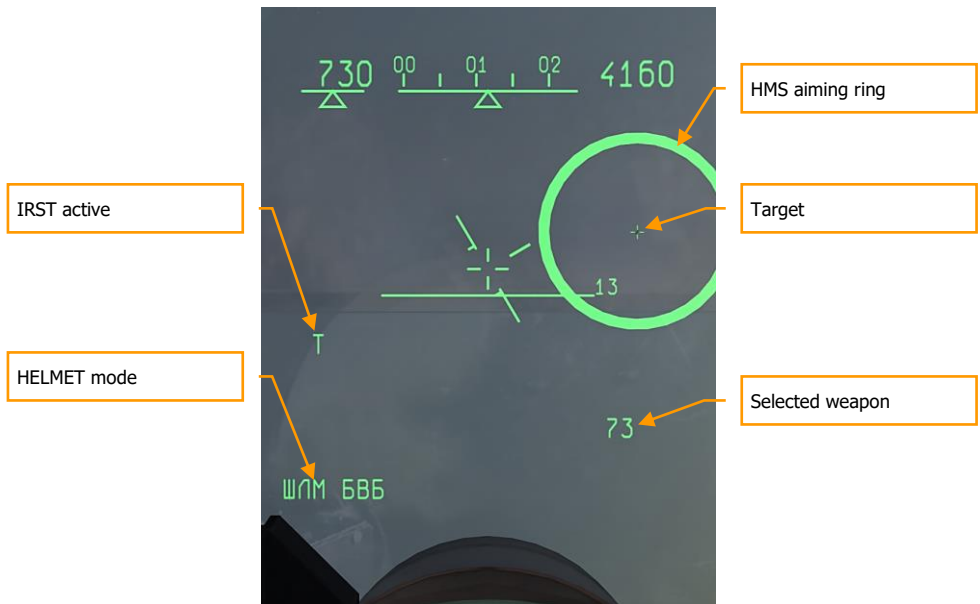 730 00 01 02 4160
HMS aiming ring
IRST active
Target
13
T
HELMET mode
Selected weapon
73
ШЛМ БВБ